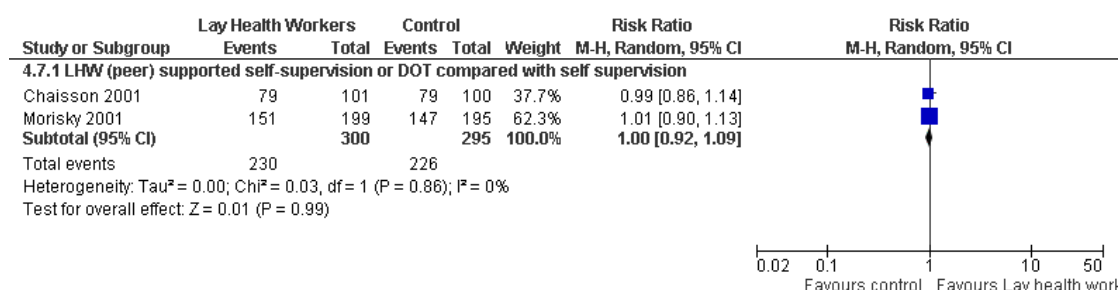 Lay Health Workers Control Risk Ratio Risk Ratio
Study or Subgroup Events Total Events Total Weight M-H, Random, 95% CI M-H, Random, 95% CI
4.7.1 LHW (peer) supported self-supervision or DOT compared with self supervision
Chaisson 2001 79 101 79 100 37.7% 0.99 [0.86, 1.14]
Morisky 2001 151 199 147 195 62.3% 1.01 [0.90, 1.13]
Subtotal (95% CI) 300 295 100.0% 1.00 [0.92, 1.09]
Total events 230 226
Heterogeneity: Tau² = 0.00; Chi² = 0.03, df = 1 (P = 0.86); I² = 0%
Test for overall effect: Z = 0.01 (P = 0.99)
0.02 0.1 1 10 50
Favours control Favours Lay health work